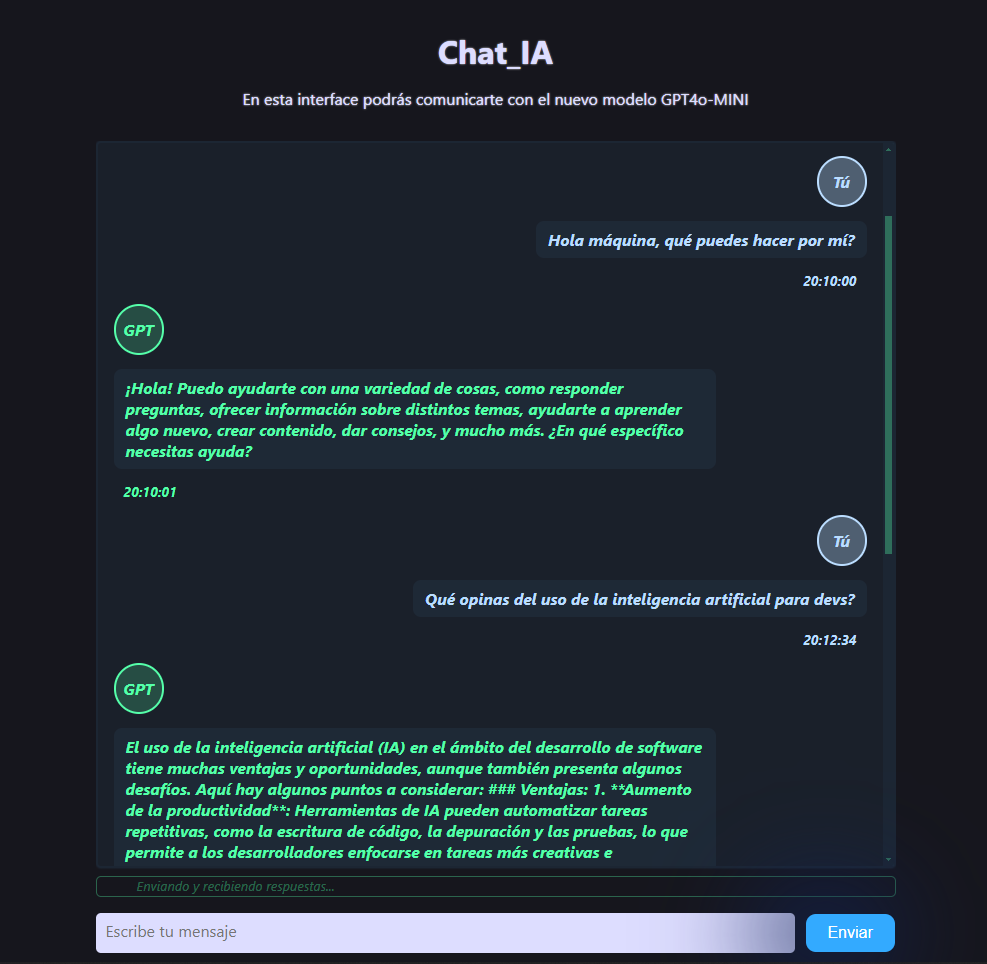 Chat_IA
En esta interface podrás comunicarte con el nuevo modelo GPT4o-MINI
Tú
Hola máquina, qué puedes hacer por mí?
20:10:00
GPT
¡Hola! Puedo ayudarte con una variedad de cosas, como responder
preguntas, ofrecer información sobre distintos temas, ayudarte a aprender
algo nuevo, crear contenido, dar consejos, y mucho más. ¿En qué específico
necesitas ayuda?
20:10:01
Tú
Qué opinas del uso de la inteligencia artificial para devs?
20:12:34
GPT
El uso de la inteligencia artificial (IA) en el ámbito del desarrollo de software
tiene muchas ventajas y oportunidades, aunque también presenta algunos
desafíos. Aquí hay algunos puntos a considerar: ### Ventajas: 1. **Aumento
de la productividad**: Herramientas de IA pueden automatizar tareas
repetitivas, como la escritura de código, la depuración y las pruebas, lo que
permite a los desarrolladores enfocarse en tareas más creativas e
Enviando y recibiendo respuestas...
Escribe tu mensaje
Enviar